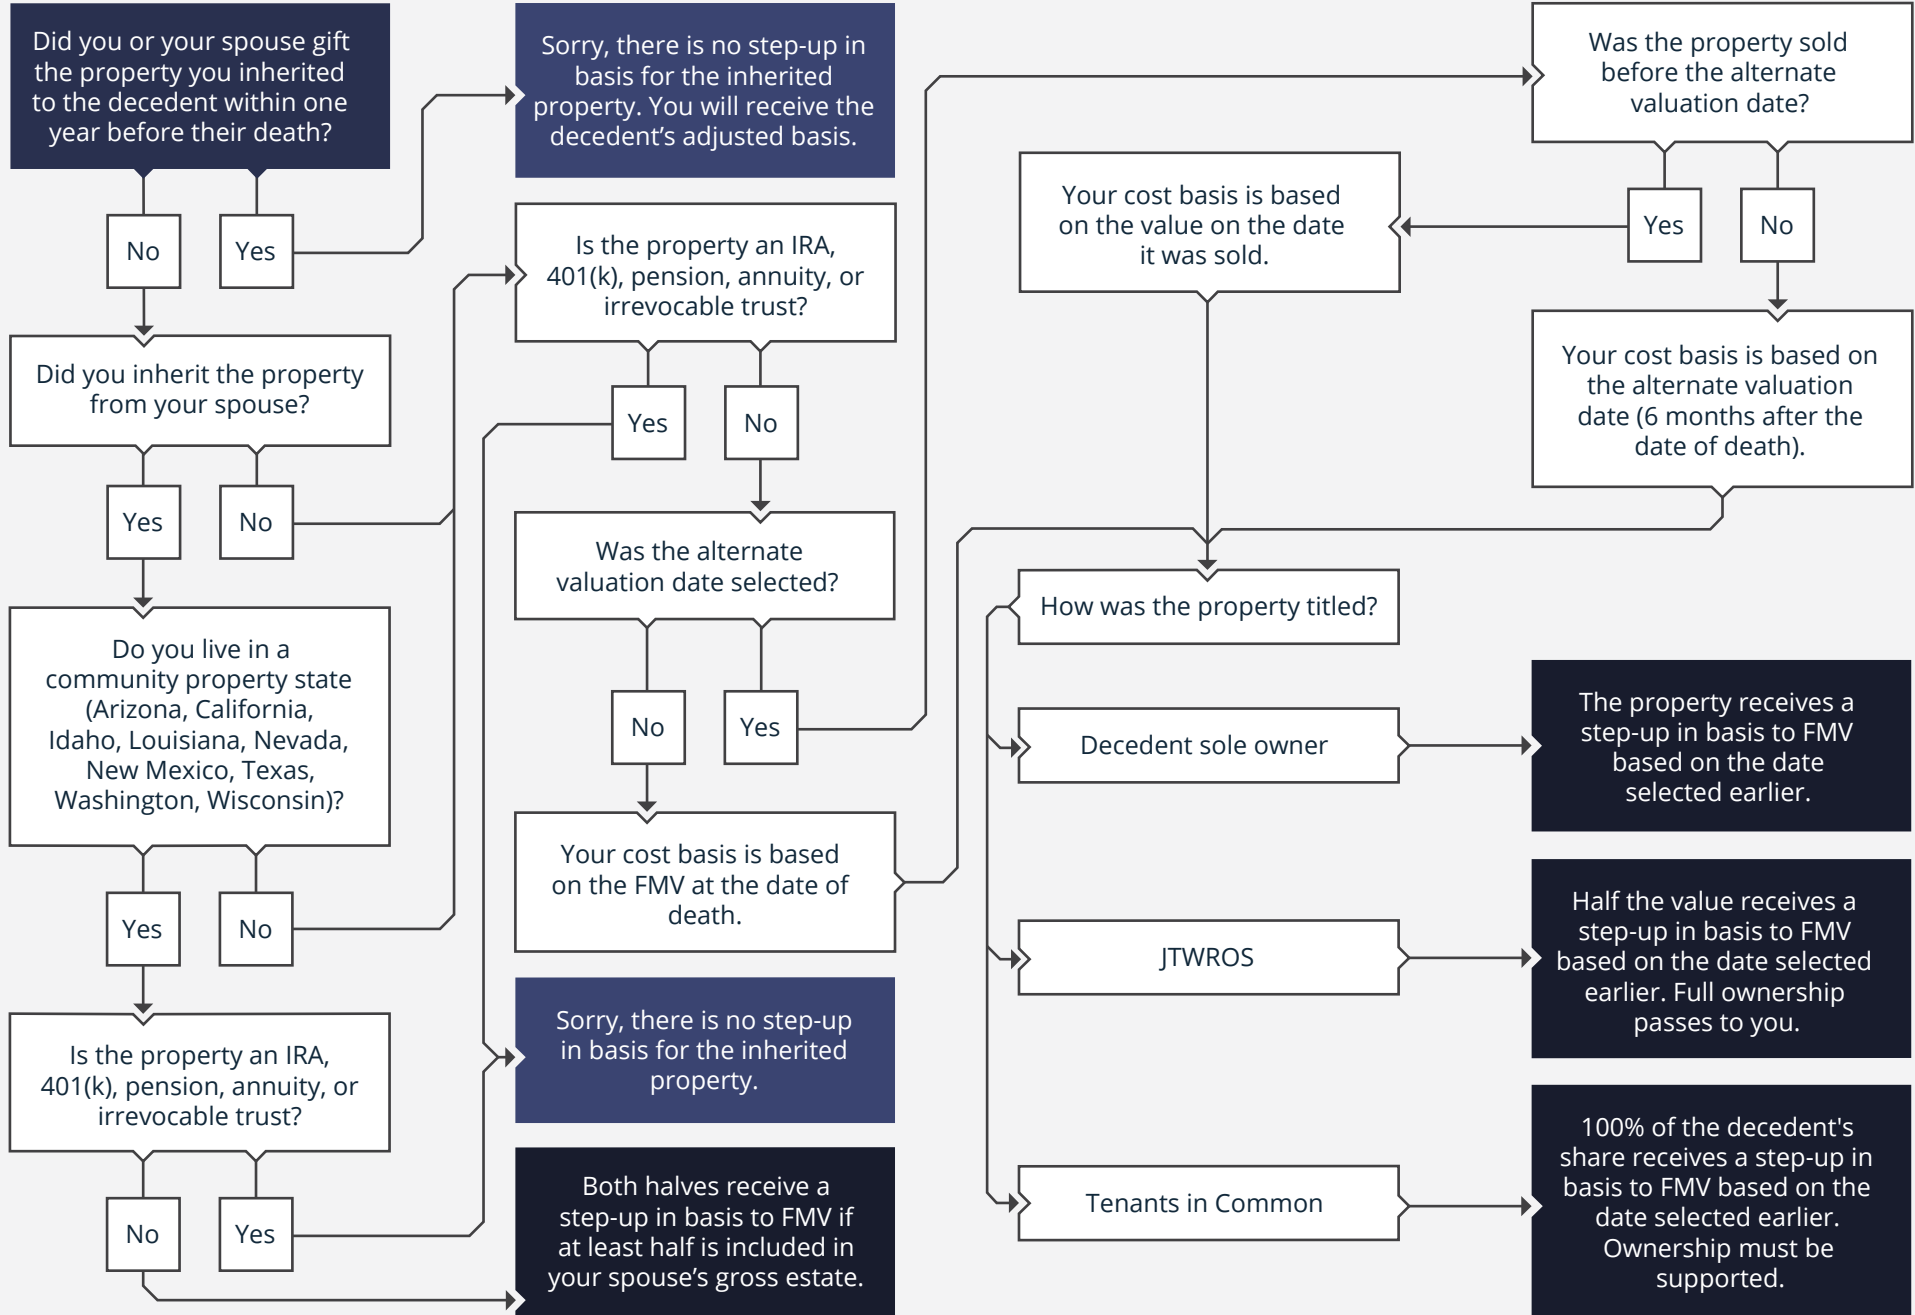 Did you or your spouse gift
the property you inherited
to the decedent within one
year before their death?
No
Yes
Did you inherit the property
from your spouse?
Yes
No
Do you live in a
community property state
(Arizona, California,
Idaho, Louisiana, Nevada,
New Mexico, Texas,
Washington, Wisconsin)?
Yes
No
Is the property an IRA,
401(k), pension, annuity, or
irrevocable trust?
No
Yes
Sorry, there is no step-up in
basis for the inherited
property. You will receive the
decedent’s adjusted basis.
Is the property an IRA,
401(k), pension, annuity, or
irrevocable trust?
Yes
No
Was the alternate
valuation date selected?
No
Yes
Your cost basis is based
on the FMV at the date of
death.
Sorry, there is no step-up
in basis for the inherited
property.
Both halves receive a
step-up in basis to FMV if
at least half is included in
your spouse’s gross estate.
Was the property sold
before the alternate
valuation date?
Yes
No
Your cost basis is based
on the value on the date
it was sold.
Your cost basis is based on
the alternate valuation
date (6 months after the
date of death).
How was the property titled?
Decedent sole owner
The property receives a
step-up in basis to FMV
based on the date
selected earlier.
JTWROS
Half the value receives a
step-up in basis to FMV
based on the date selected
earlier. Full ownership
passes to you.
Tenants in Common
100% of the decedent's
share receives a step-up in
basis to FMV based on the
date selected earlier.
Ownership must be
supported.